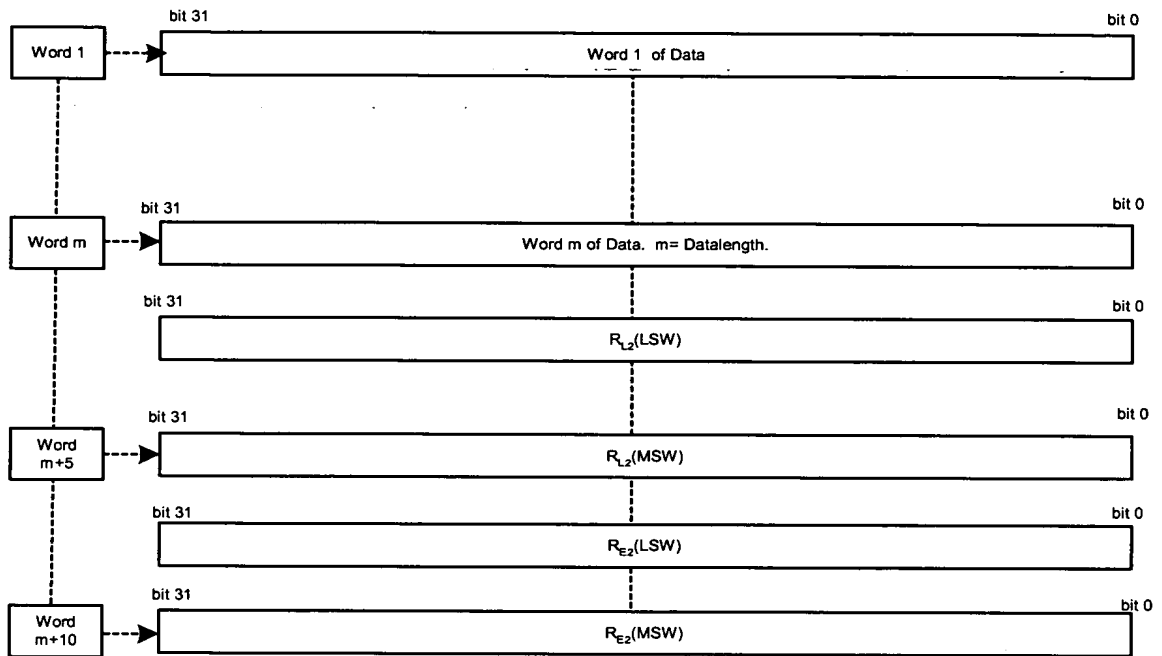 bit 31
bit 0
Word 1
Word 1 of Data
bit 31
bit 0
Word m
Word m of Data. m= Datalength.
bit 31
bit 0
R_L2(LSW)
bit 31
bit 0
Word
m+5
R_L2(MSW)
bit 31
bit 0
R_E2(LSW)
bit 31
bit 0
Word
m+10
R_E2(MSW)